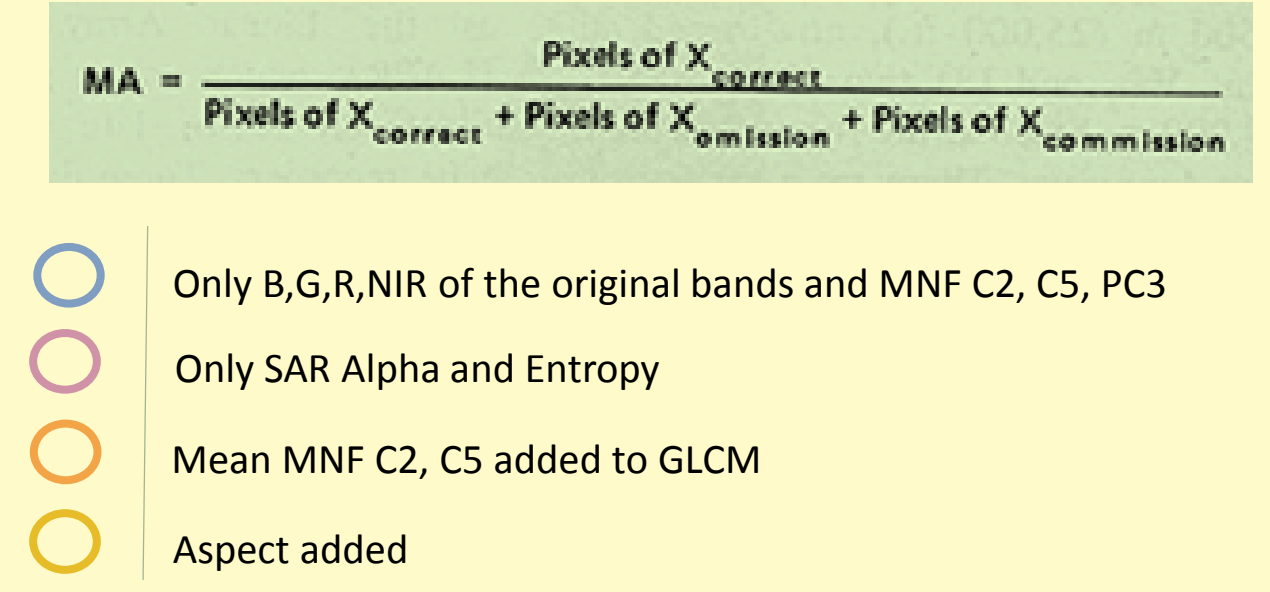 MA = Pixels of X correct
Pixels of X correct + Pixels of X omission + Pixels of X commission
Only B,G,R,NIR of the original bands and MNF C2, C5, PC3
Only SAR Alpha and Entropy
Mean MNF C2, C5 added to GLCM
Aspect added